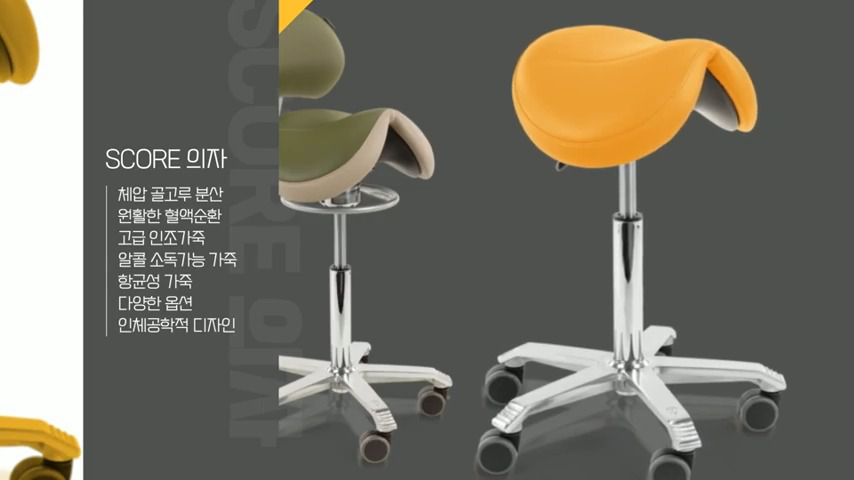 SCORE 의자
체압 골고루 분산
원활한 혈액순환
고급 인조가죽
알콜 소독가능 가죽
항균성 가죽
다양한 옵션
인체공학적 디자인
SCORE 의자